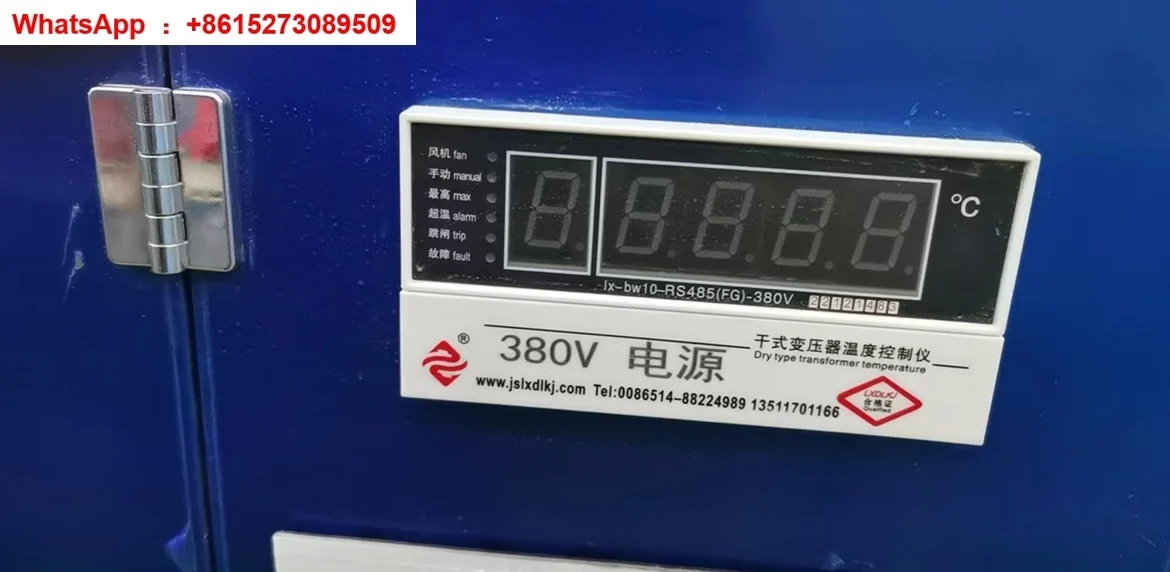 WhatsApp : +8615273089509
风机 fan
手动 manual
最高 max
超温 alarm
跳闸 trip
故障 fault
°C
lx-bw10-RS485(FG)-380V 22121483
®
380V 电源
干式变压器温度控制仪
Dry type transformer temperature
www.jslxdlkj.com Tel:0086514-88224989 13511701166
LXDLKJ
合格证
Qualified